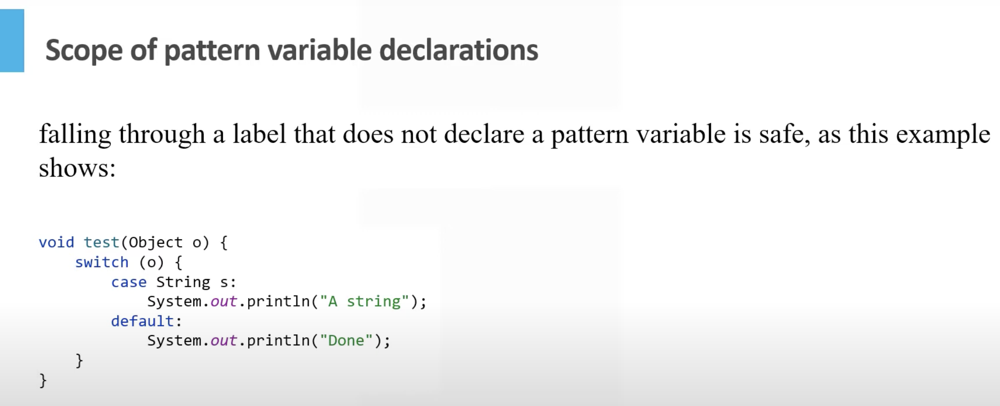 Scope of pattern variable declarations
falling through a label that does not declare a pattern variable is safe, as this example
shows:
void test(Object o) {
    switch (o) {
        case String s:
            System.out.println("A string");
        default:
            System.out.println("Done");
    }
}